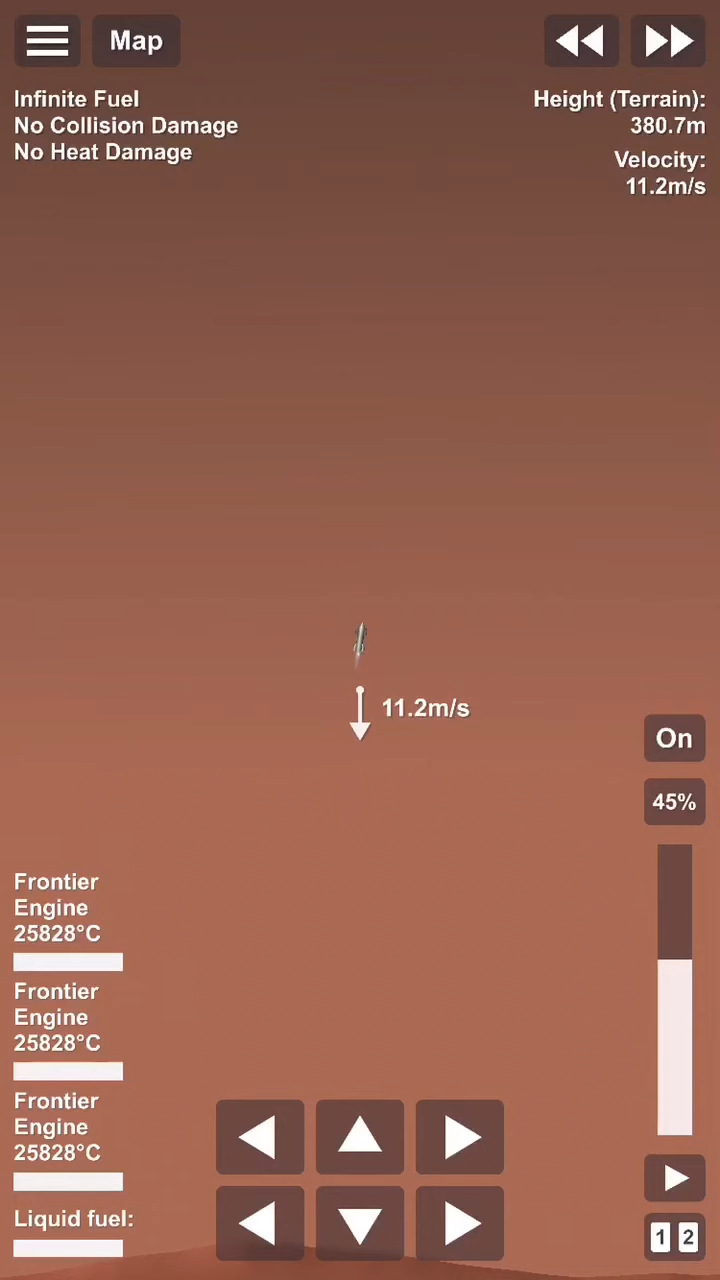 Map
Infinite Fuel
No Collision Damage
No Heat Damage
Height (Terrain):
380.7m
Velocity:
11.2m/s
11.2m/s
On
45%
Frontier
Engine
25828°C
Frontier
Engine
25828°C
Frontier
Engine
25828°C
Liquid fuel:
1 2